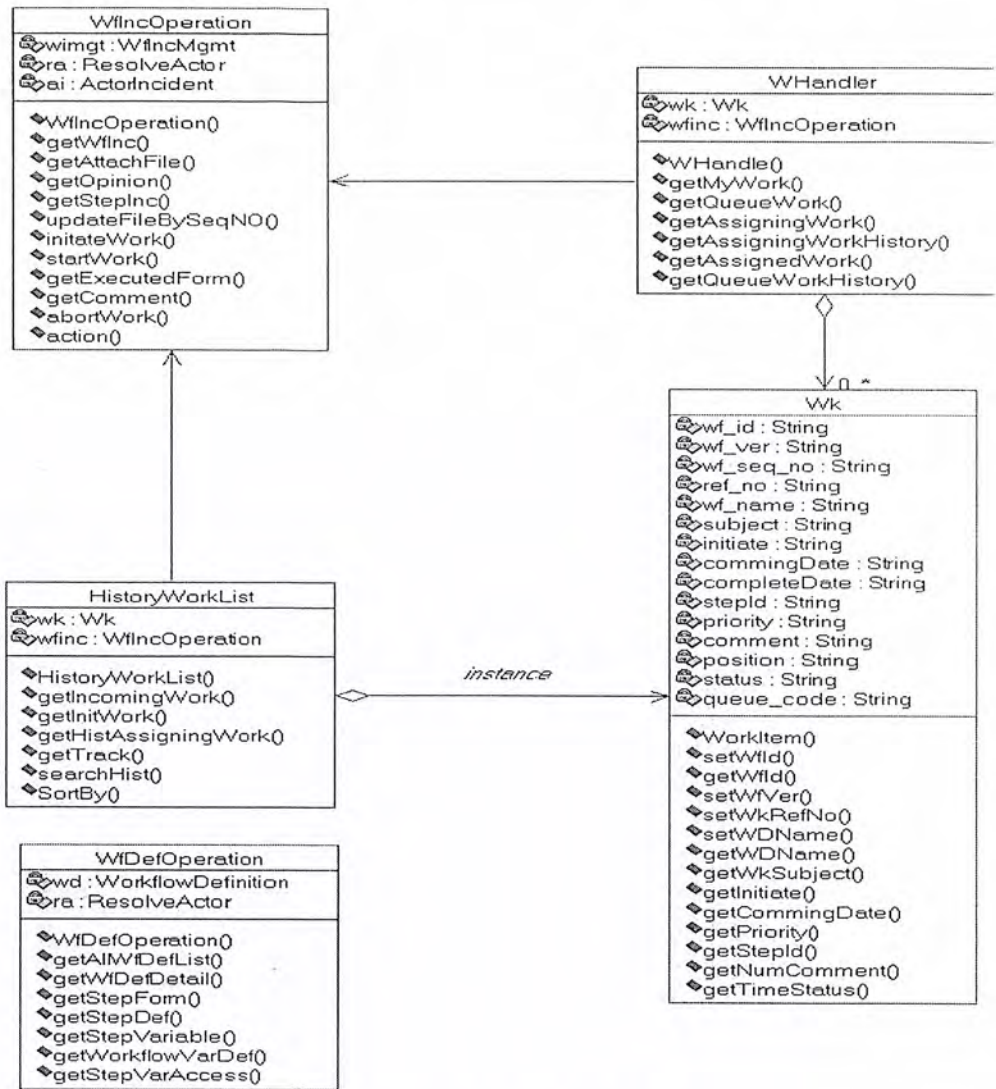 WfIncOperation
wimgt : WfIncMgmt
ra : ResolveActor
ai : ActorIncident
WfIncOperation()
getWfInc()
getAttachFile()
getOpinion()
getStepInc()
updateFileBySeqNO()
initateWork()
startWork()
getExecutedForm()
getComment()
abortWork()
action()
WHandler
wk : Wk
wfinc : WfIncOperation
WHandle()
getMyWork()
getQueueWork()
getAssigningWork()
getAssigningWorkHistory()
getAssignedWork()
getQueueWorkHistory()
0..*
Wk
wf_id : String
wf_ver : String
wf_seq_no : String
ref_no : String
wf_name : String
subject : String
initiate : String
commingDate : String
completeDate : String
stepId : String
priority : String
comment : String
position : String
status : String
queue_code : String
WorkItem()
setWfId()
getWfId()
setWfVer()
setWkRefNo()
setWDName()
getWDName()
getWkSubject()
getInitiate()
getCommingDate()
getPriority()
getStepId()
getNumComment()
getTimeStatus()
HistoryWorkList
wk : Wk
wfinc : WfIncOperation
HistoryWorkList()
getIncomingWork()
getInitWork()
getHistAssigningWork()
getTrack()
searchHist()
SortBy()
instance
WfDefOperation
wd : WorkflowDefinition
ra : ResolveActor
WfDefOperation()
getAllWfDefList()
getWfDefDetail()
getStepForm()
getStepDef()
getStepVariable()
getWorkflowVarDef()
getStepVarAccess()